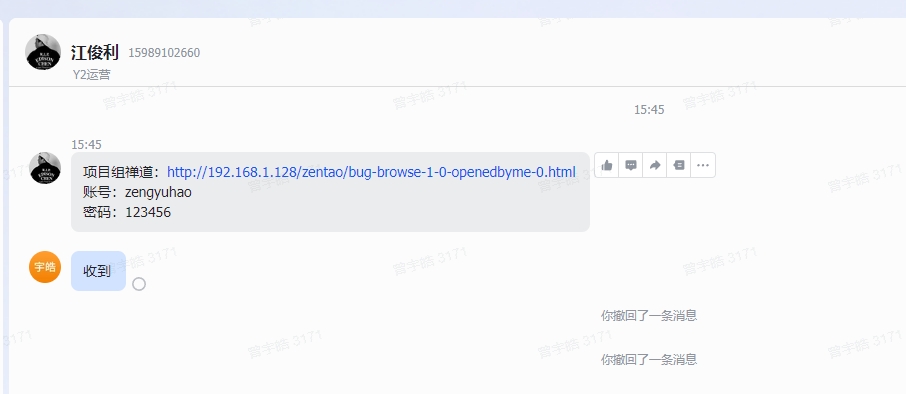 江俊利 15989102660
Y2运营
15:45
15:45
项目组禅道：http://192.168.1.128/zentao/bug-browse-1-0-openedbyme-0.html
账号：zengyuhao
密码：123456
宇皓 收到
你撤回了一条消息
你撤回了一条消息
曾宇皓 3171